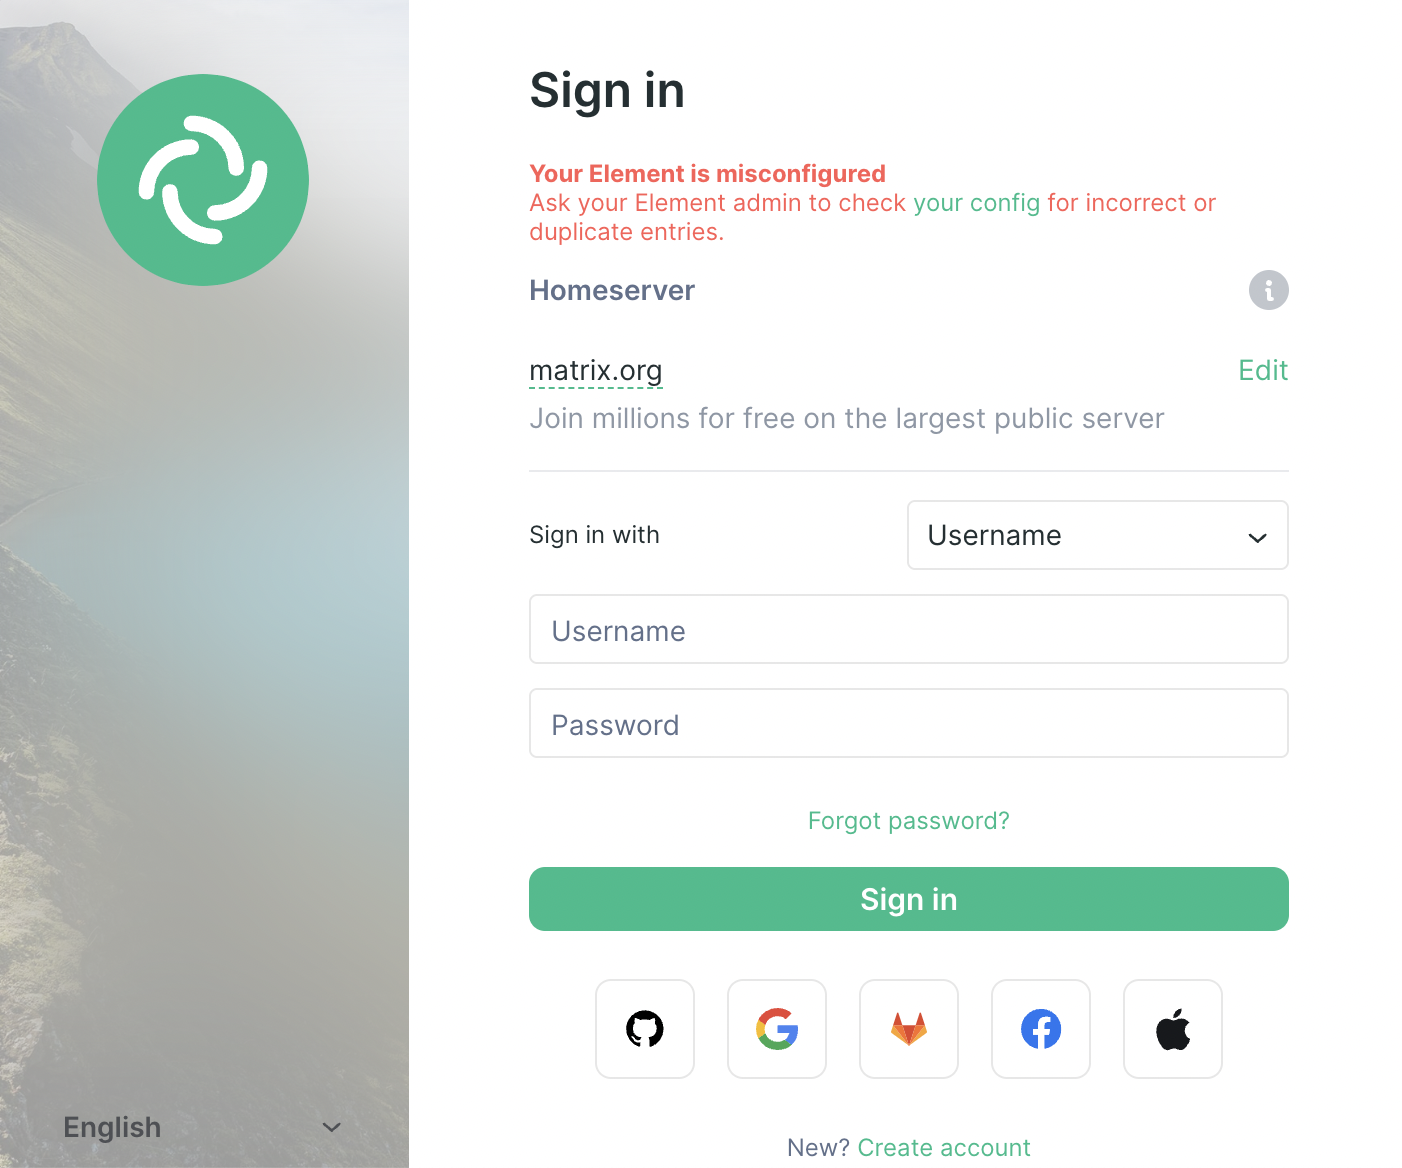 Sign in
Your Element is misconfigured
Ask your Element admin to check your config for incorrect or
duplicate entries.
Homeserver
matrix.org
Edit
Join millions for free on the largest public server
Sign in with
Username
Username
Password
Forgot password?
Sign in
New? Create account
English